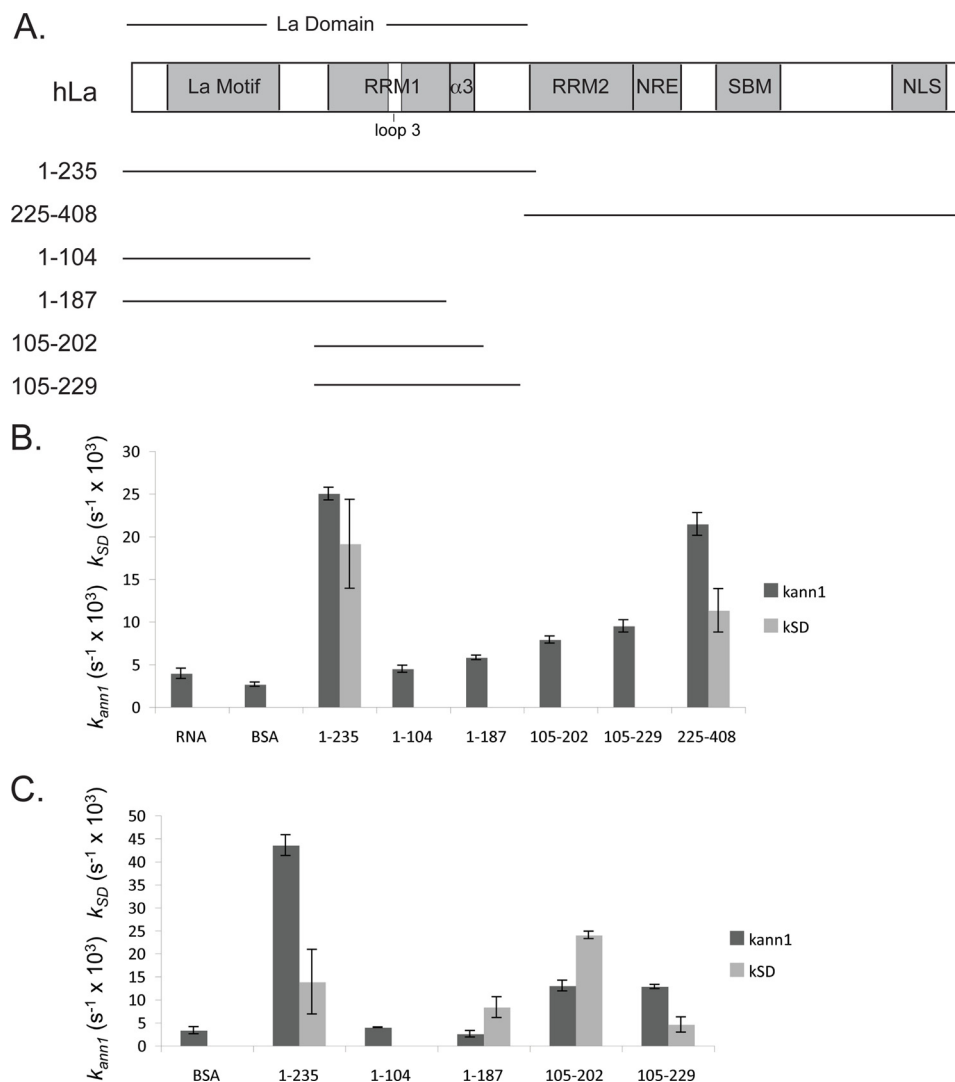 A.
La Domain
hLa
La Motif RRM1 α3 RRM2 NRE SBM NLS
loop 3
1-235
225-408
1-104
1-187
105-202
105-229
B.
kann1 (s-1 x 103) kSD (s-1 x 103)
30
25
20
15
10
5
0
RNA BSA 1-235 1-104 1-187 105-202 105-229 225-408
kann1
kSD
C.
kann1 (s-1 x 103) kSD (s-1 x 103)
50
45
40
35
30
25
20
15
10
5
0
BSA 1-235 1-104 1-187 105-202 105-229
kann1
kSD